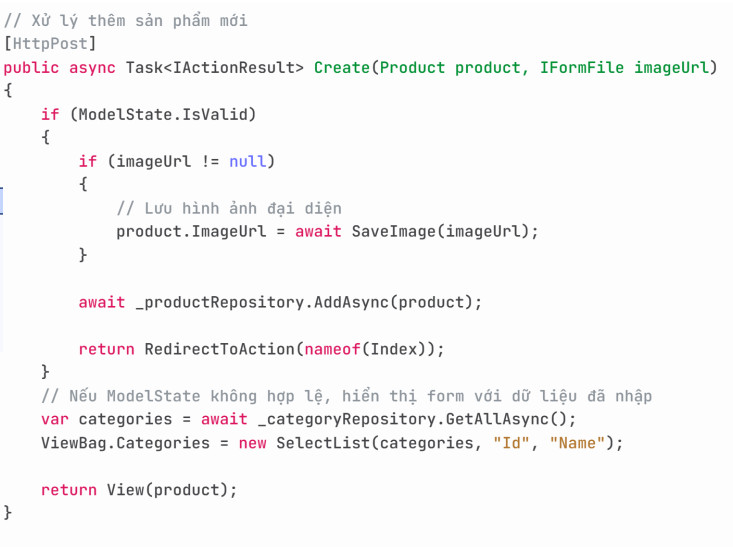 // Xử lý thêm sản phẩm mới
[HttpPost]
public async Task<IActionResult> Create(Product product, IFormFile imageUrl)
{
    if (ModelState.IsValid)
    {
        if (imageUrl != null)
        {
            // Lưu hình ảnh đại diện
            product.ImageUrl = await SaveImage(imageUrl);
        }

        await _productRepository.AddAsync(product);

        return RedirectToAction(nameof(Index));
    }
    // Nếu ModelState không hợp lệ, hiển thị form với dữ liệu đã nhập
    var categories = await _categoryRepository.GetAllAsync();
    ViewBag.Categories = new SelectList(categories, "Id", "Name");

    return View(product);
}